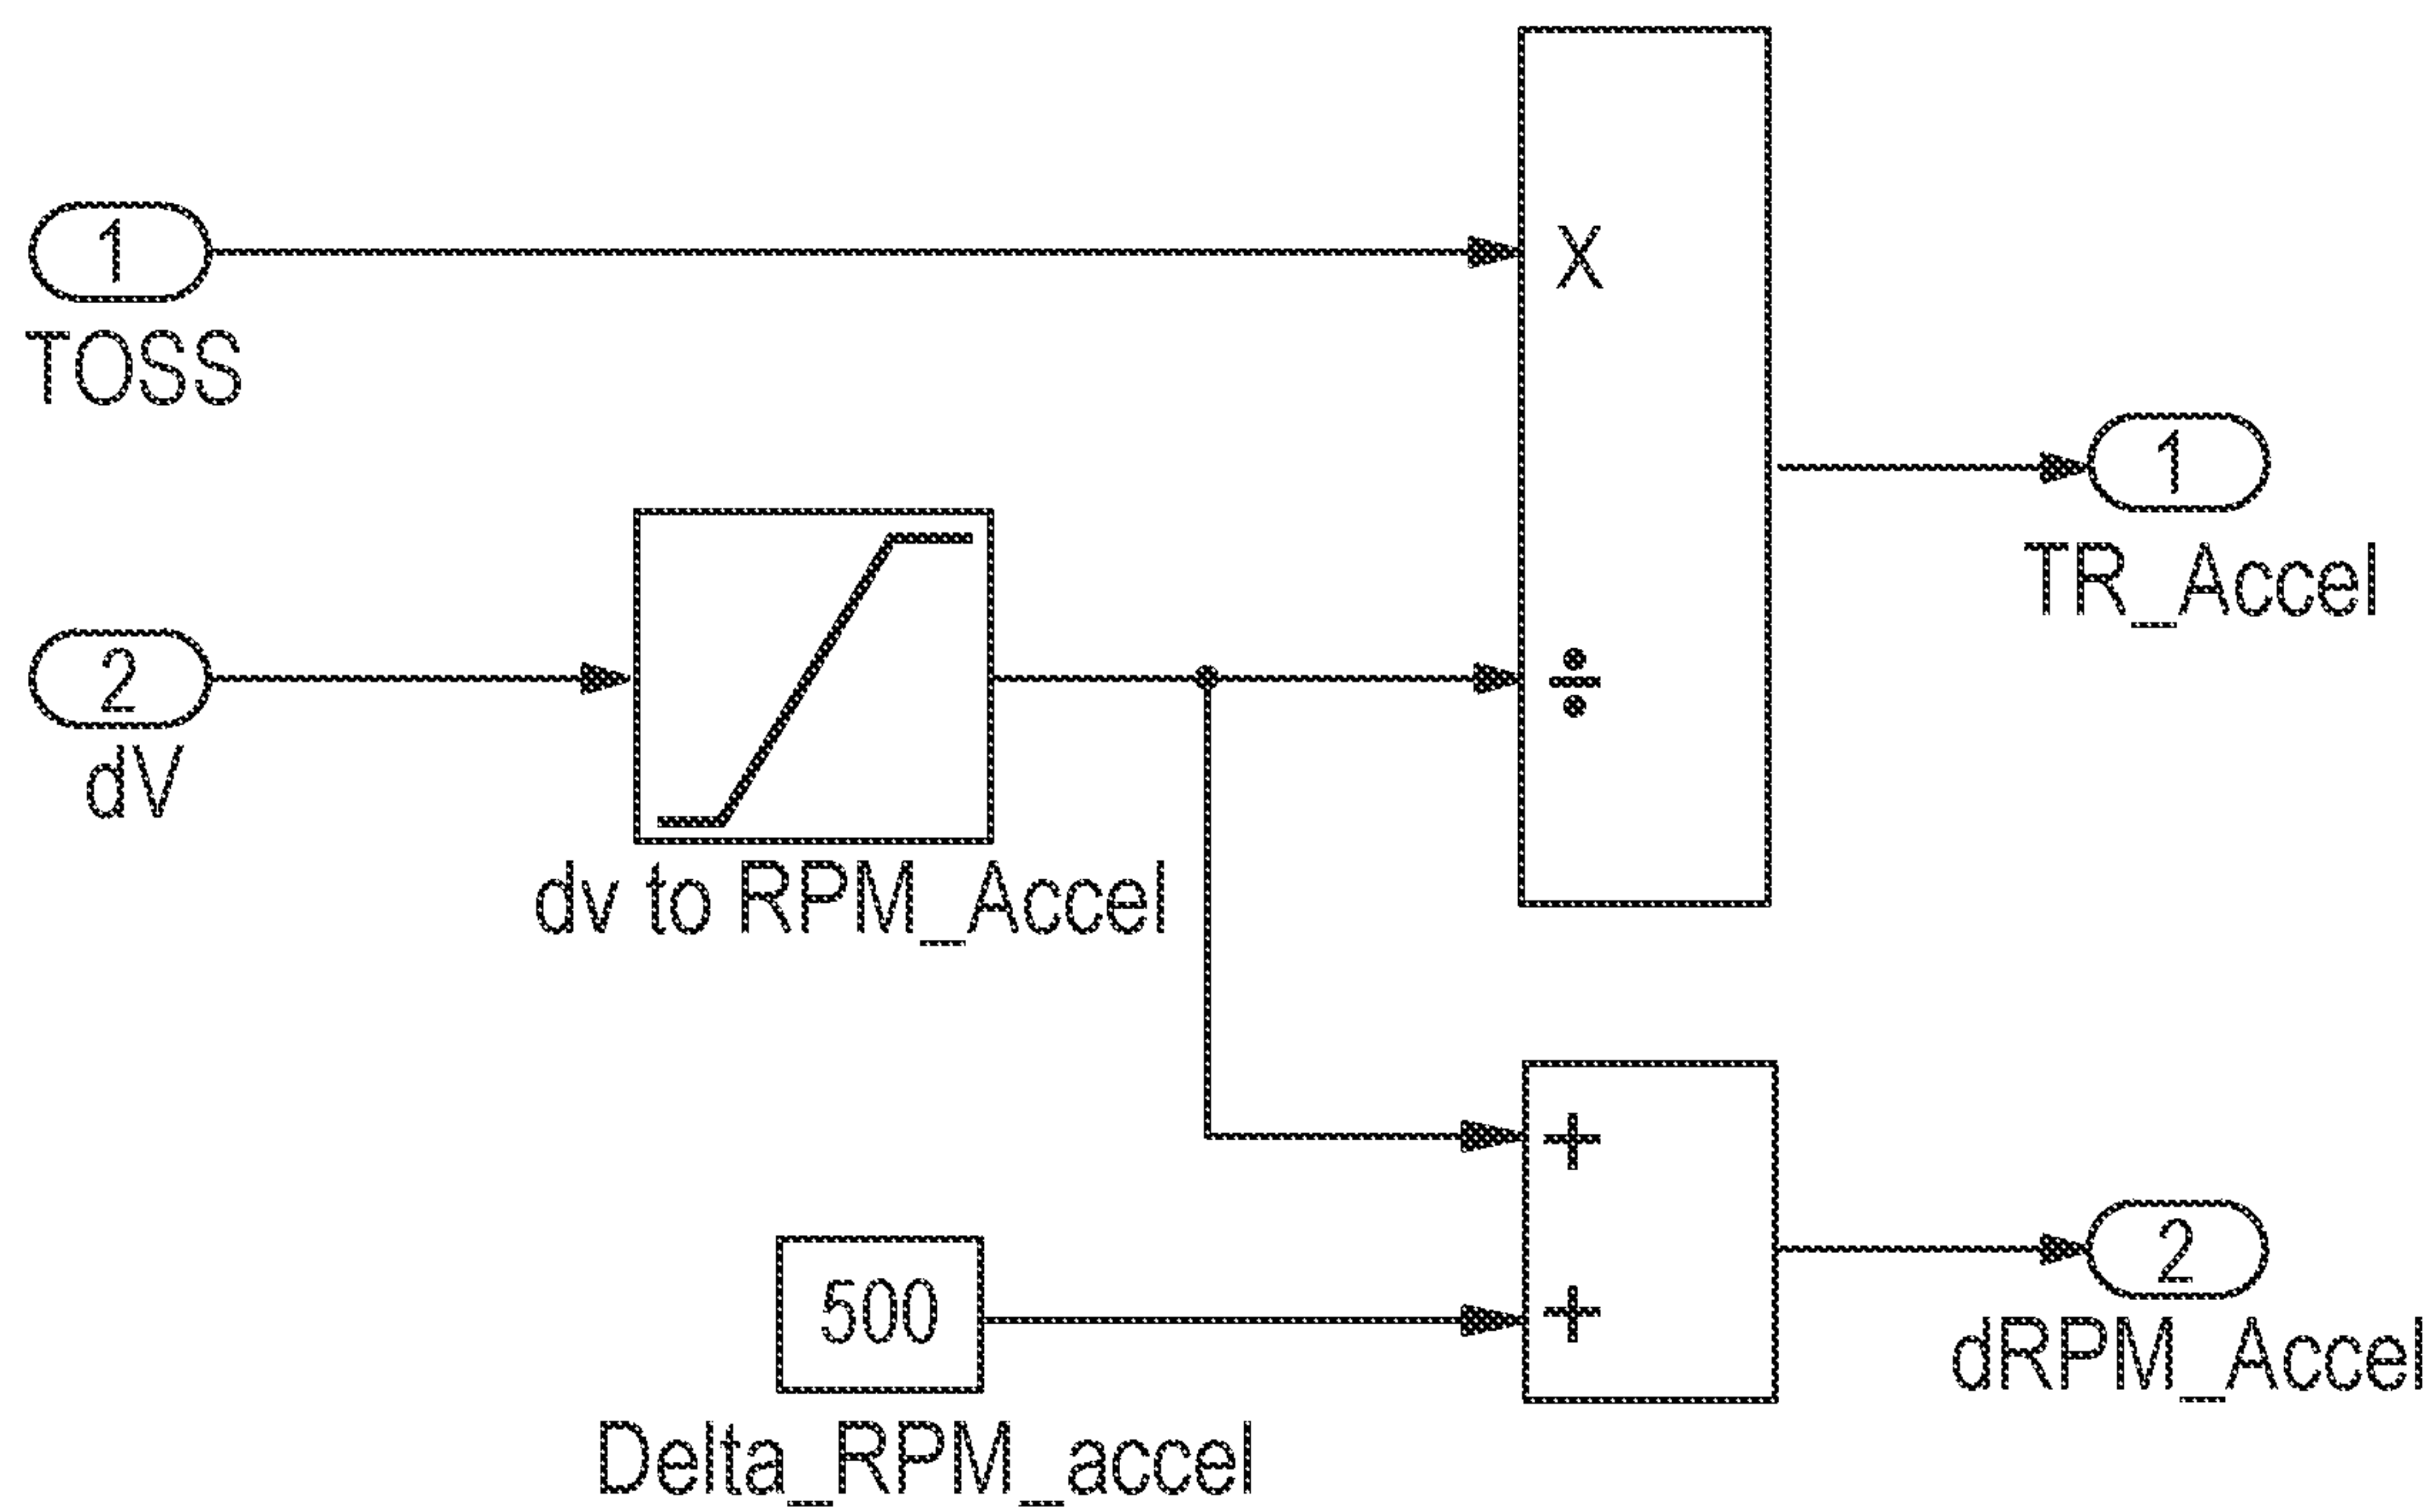 1
TOSS
X
1
TR_Accel
2
dV
÷
dv to RPM_Accel
+
500
+
2
dRPM_Accel
Delta_RPM_accel